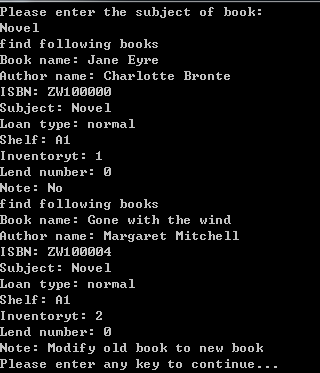 Please enter the subject of book:
Novel
find following books
Book name: Jane Eyre
Author name: Charlotte Bronte
ISBN: ZW100000
Subject: Novel
Loan type: normal
Shelf: A1
Inventoryt: 1
Lend number: 0
Note: No
find following books
Book name: Gone with the wind
Author name: Margaret Mitchell
ISBN: ZW100004
Subject: Novel
Loan type: normal
Shelf: A1
Inventoryt: 2
Lend number: 0
Note: Modify old book to new book
Please enter any key to continue...